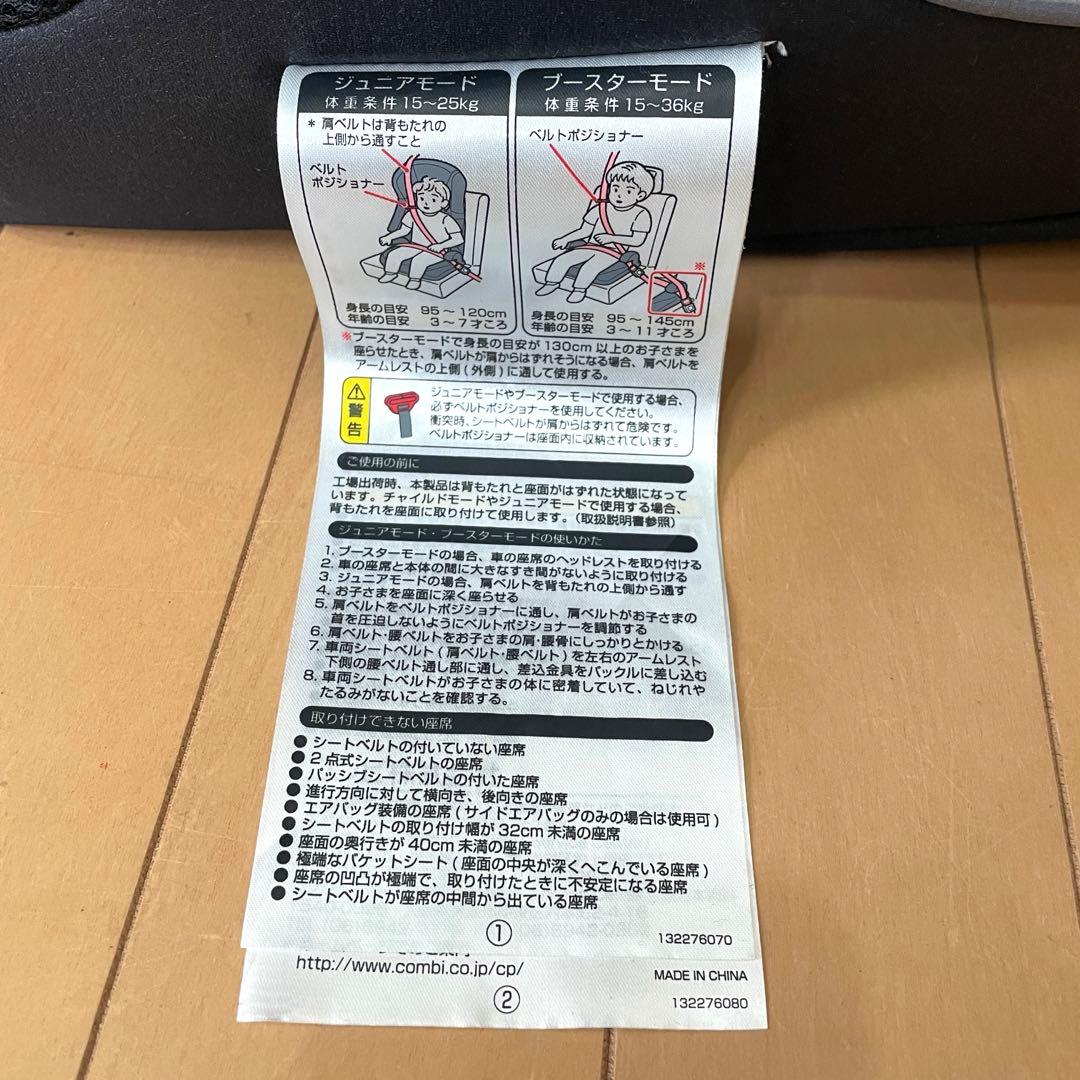 ジュニアモード
体重条件15～25kg
* 肩ベルトは背もたれの
上側から通すこと
ベルト
ポジショナー
身長の目安 95～120cm
年齢の目安 3～7才ころ
ブースターモード
体重条件15～36kg
ベルトポジショナー
※
身長の目安 95～145cm
年齢の目安 3～11才ころ
※ブースターモードで身長の目安が130cm以上のお子さまを
座らせたとき、肩ベルトが肩からはずれそうになる場合、肩ベルトを
アームレストの上側(外側)に通して使用する。
警告
ジュニアモードやブースターモードで使用する場合、
必ずベルトポジショナーを使用してください。
衝突時、シートベルトが肩からはずれて危険です。
ベルトポジショナーは座面内に収納されています。
ご使用の前に
工場出荷時、本製品は背もたれと座面がはずれた状態になって
います。チャイルドモードやジュニアモードで使用する場合、
背もたれを座面に取り付けて使用します。(取扱説明書参照)
ジュニアモード・ブースターモードの使いかた
1. ブースターモードの場合、車の座席のヘッドレストを取り付ける
2. 車の座席と本体の間に大きなすき間がないように取り付ける
3. ジュニアモードの場合、肩ベルトを背もたれの上側から通す
4. お子さまを座面に深く座らせる
5. 肩ベルトをベルトポジショナーに通し、肩ベルトがお子さまの
首を圧迫しないようにベルトポジショナーを調節する
6. 肩ベルト・腰ベルトをお子さまの肩・腰骨にしっかりとかける
7. 車両シートベルト(肩ベルト・腰ベルト)を左右のアームレスト
下側の腰ベルト通し部に通し、差込金具をバックルに差し込む
8. 車両シートベルトがお子さまの体に密着していて、ねじれや
たるみがないことを確認する。
取り付けできない座席
● シートベルトの付いていない座席
● 2点式シートベルトの座席
● パッシブシートベルトの付いた座席
● 進行方向に対して横向き、後向きの座席
● エアバッグ装備の座席(サイドエアバッグのみの場合は使用可)
● シートベルトの取り付け幅が32cm未満の座席
● 座面の奥行きが40cm未満の座席
● 極端なバケットシート(座面の中央が深くへこんでいる座席)
● 座席の凹凸が極端で、取り付けたときに不安定になる座席
● シートベルトが座席の中間から出ている座席
①
132276070
http://www.combi.co.jp/cp/
MADE IN CHINA
②
132276080